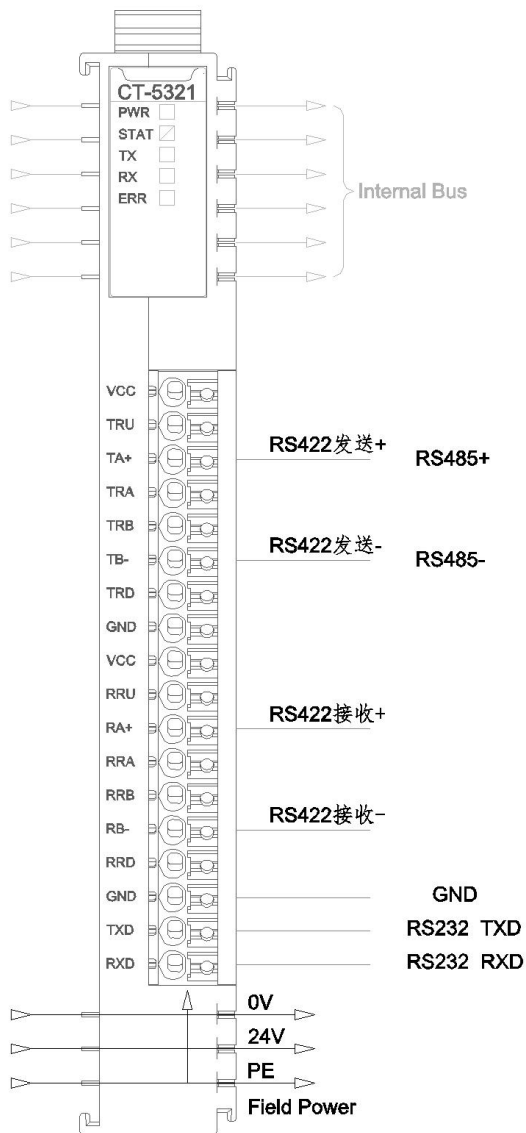 CT-5321
PWR
STAT
TX
RX
ERR
Internal Bus
VCC
TRU
TA+ RS422发送+ RS485+
TRA
TRB
TB- RS422发送- RS485-
TRD
GND
VCC
RRU
RA+ RS422接收+
RRA
RRB
RB- RS422接收-
RRD
GND GND
TXD RS232 TXD
RXD RS232 RXD
0V
24V
PE
Field Power